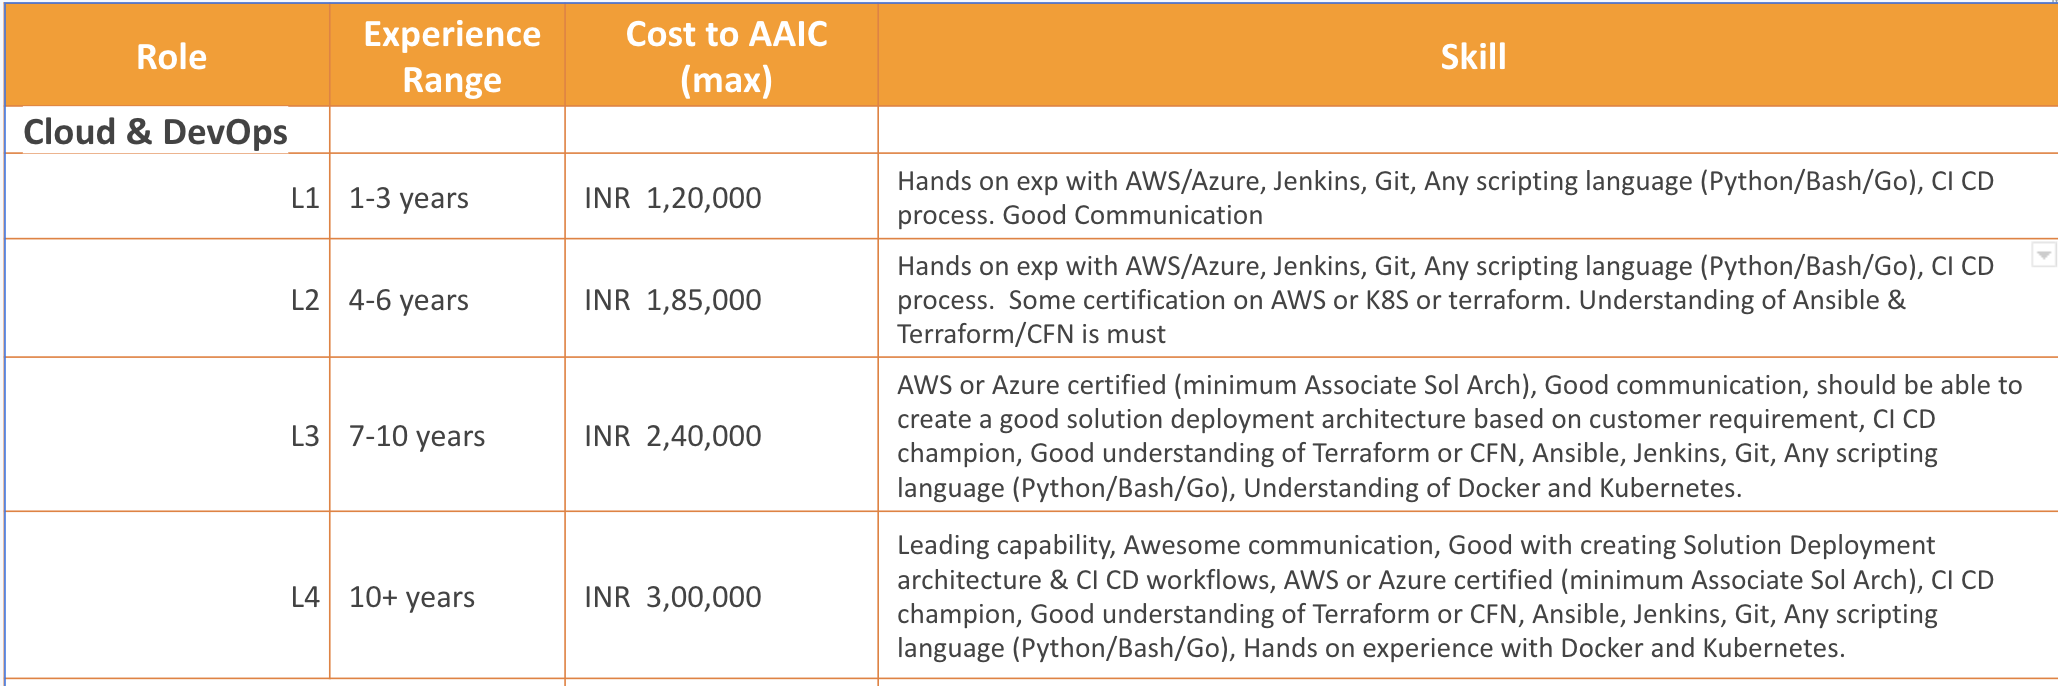 Role
Experience
Range
Cost to AAIC
(max)
Skill
Cloud & DevOps
L1
1-3 years
INR 1,20,000
Hands on exp with AWS/Azure, Jenkins, Git, Any scripting language (Python/Bash/Go), CI CD
process. Good Communication
L2
4-6 years
INR 1,85,000
Hands on exp with AWS/Azure, Jenkins, Git, Any scripting language (Python/Bash/Go), CI CD
process.  Some certification on AWS or K8S or terraform. Understanding of Ansible &
Terraform/CFN is must
L3
7-10 years
INR 2,40,000
AWS or Azure certified (minimum Associate Sol Arch), Good communication, should be able to
create a good solution deployment architecture based on customer requirement, CI CD
champion, Good understanding of Terraform or CFN, Ansible, Jenkins, Git, Any scripting
language (Python/Bash/Go), Understanding of Docker and Kubernetes.
L4
10+ years
INR 3,00,000
Leading capability, Awesome communication, Good with creating Solution Deployment
architecture & CI CD workflows, AWS or Azure certified (minimum Associate Sol Arch), CI CD
champion, Good understanding of Terraform or CFN, Ansible, Jenkins, Git, Any scripting
language (Python/Bash/Go), Hands on experience with Docker and Kubernetes.